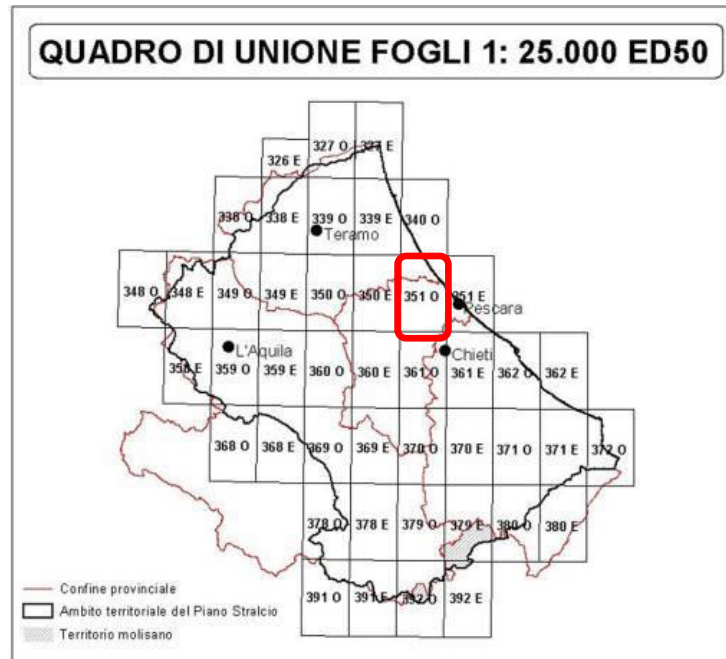 QUADRO DI UNIONE FOGLI 1: 25.000 ED50
327 O 327 E
326 E
338 O 338 E 339 O 339 E 340 O
Teramo
348 O 348 E 349 O 349 E 350 O 350 E 351 O 351 E
Pescara
L'Aquila Chieti
358 E 359 O 359 E 360 O 360 E 361 O 361 E 362 O 362 E
368 O 368 E 369 O 369 E 370 O 370 E 371 O 371 E 372 O
378 O 378 E 379 O 379 E 380 O 380 E
391 O 391 E 392 O 392 E
Confine provinciale
Ambito territoriale del Piano Stralcio
Territorio molisano